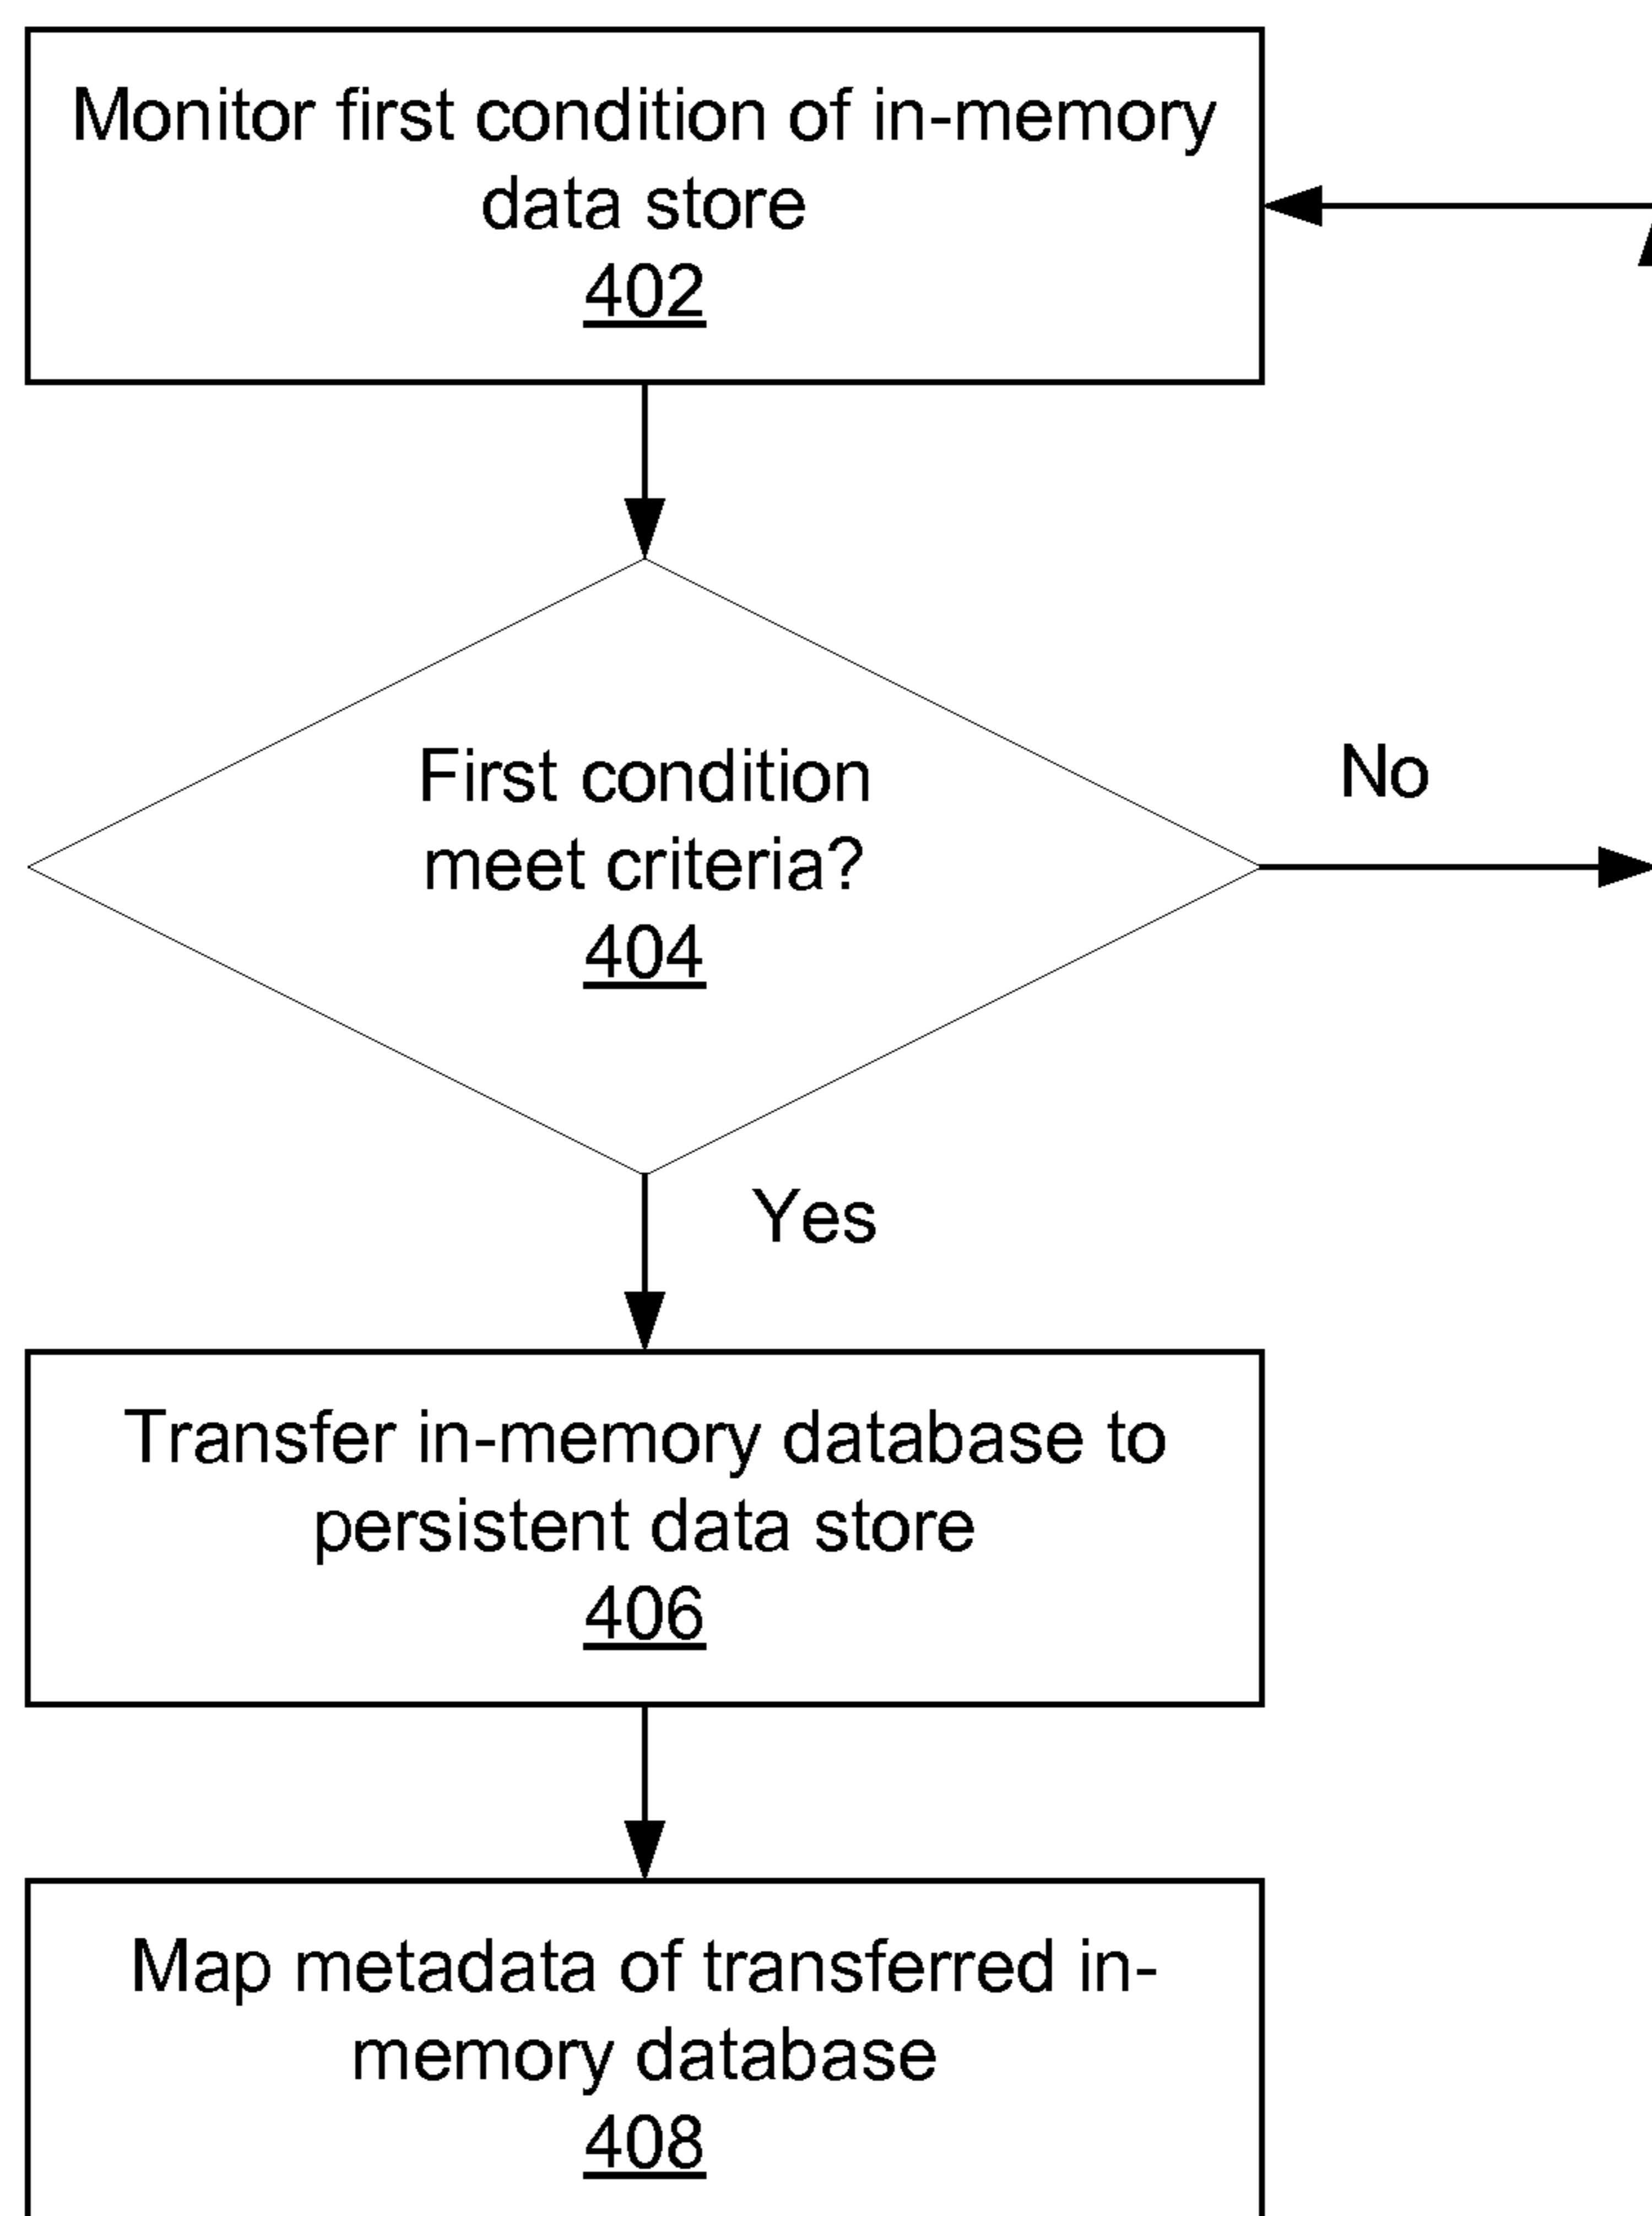 Monitor first condition of in-memory
data store
402
First condition
meet criteria?
404
No
Yes
Transfer in-memory database to
persistent data store
406
Map metadata of transferred in-
memory database
408